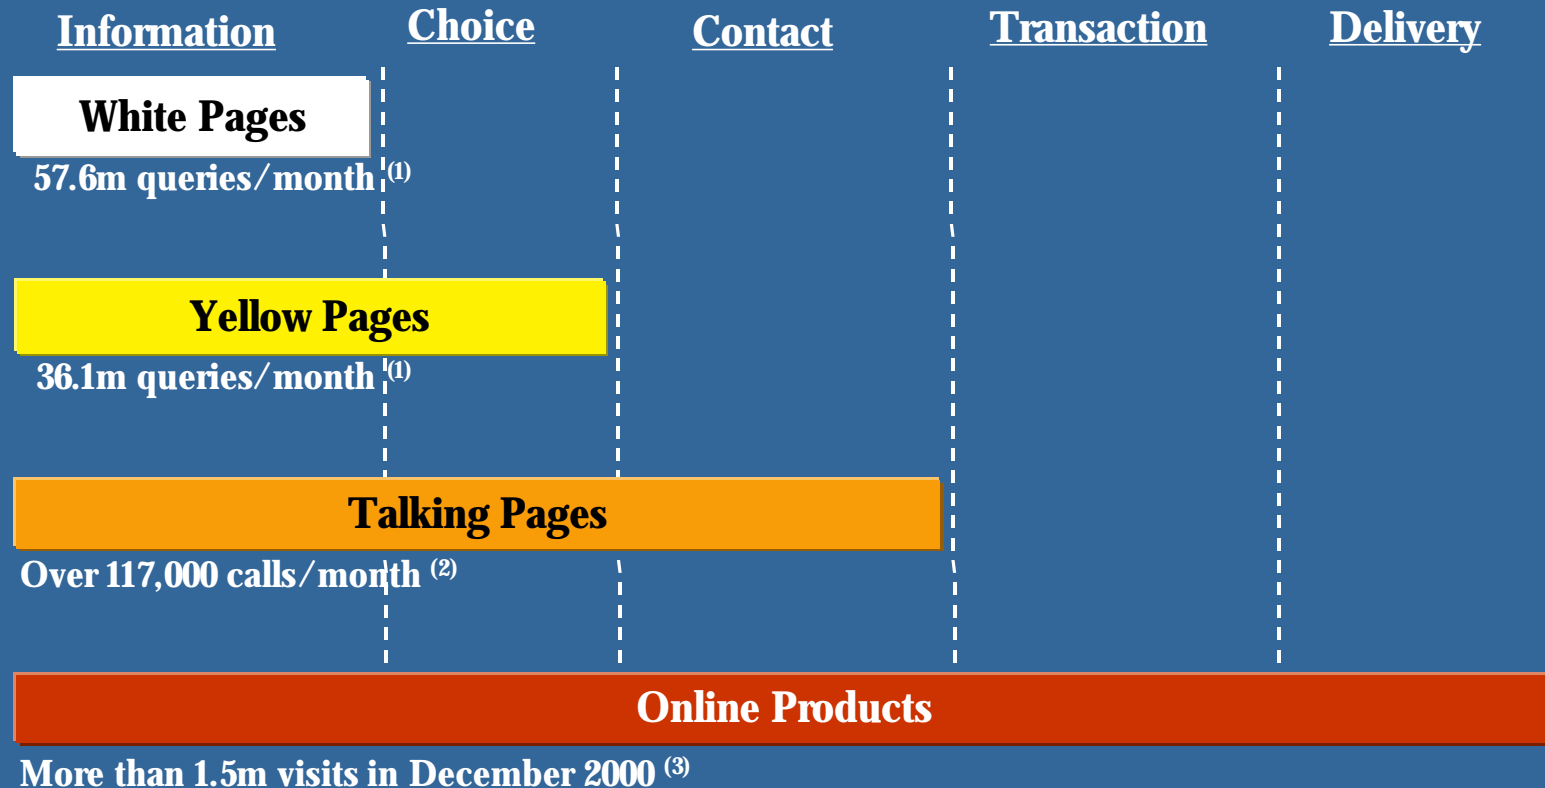 Information Choice Contact Transaction Delivery
White Pages
57.6m queries/month (1)
Yellow Pages
36.1m queries/month (1)
Talking Pages
Over 117,000 calls/month (2)
Online Products
More than 1.5m visits in December 2000 (3)